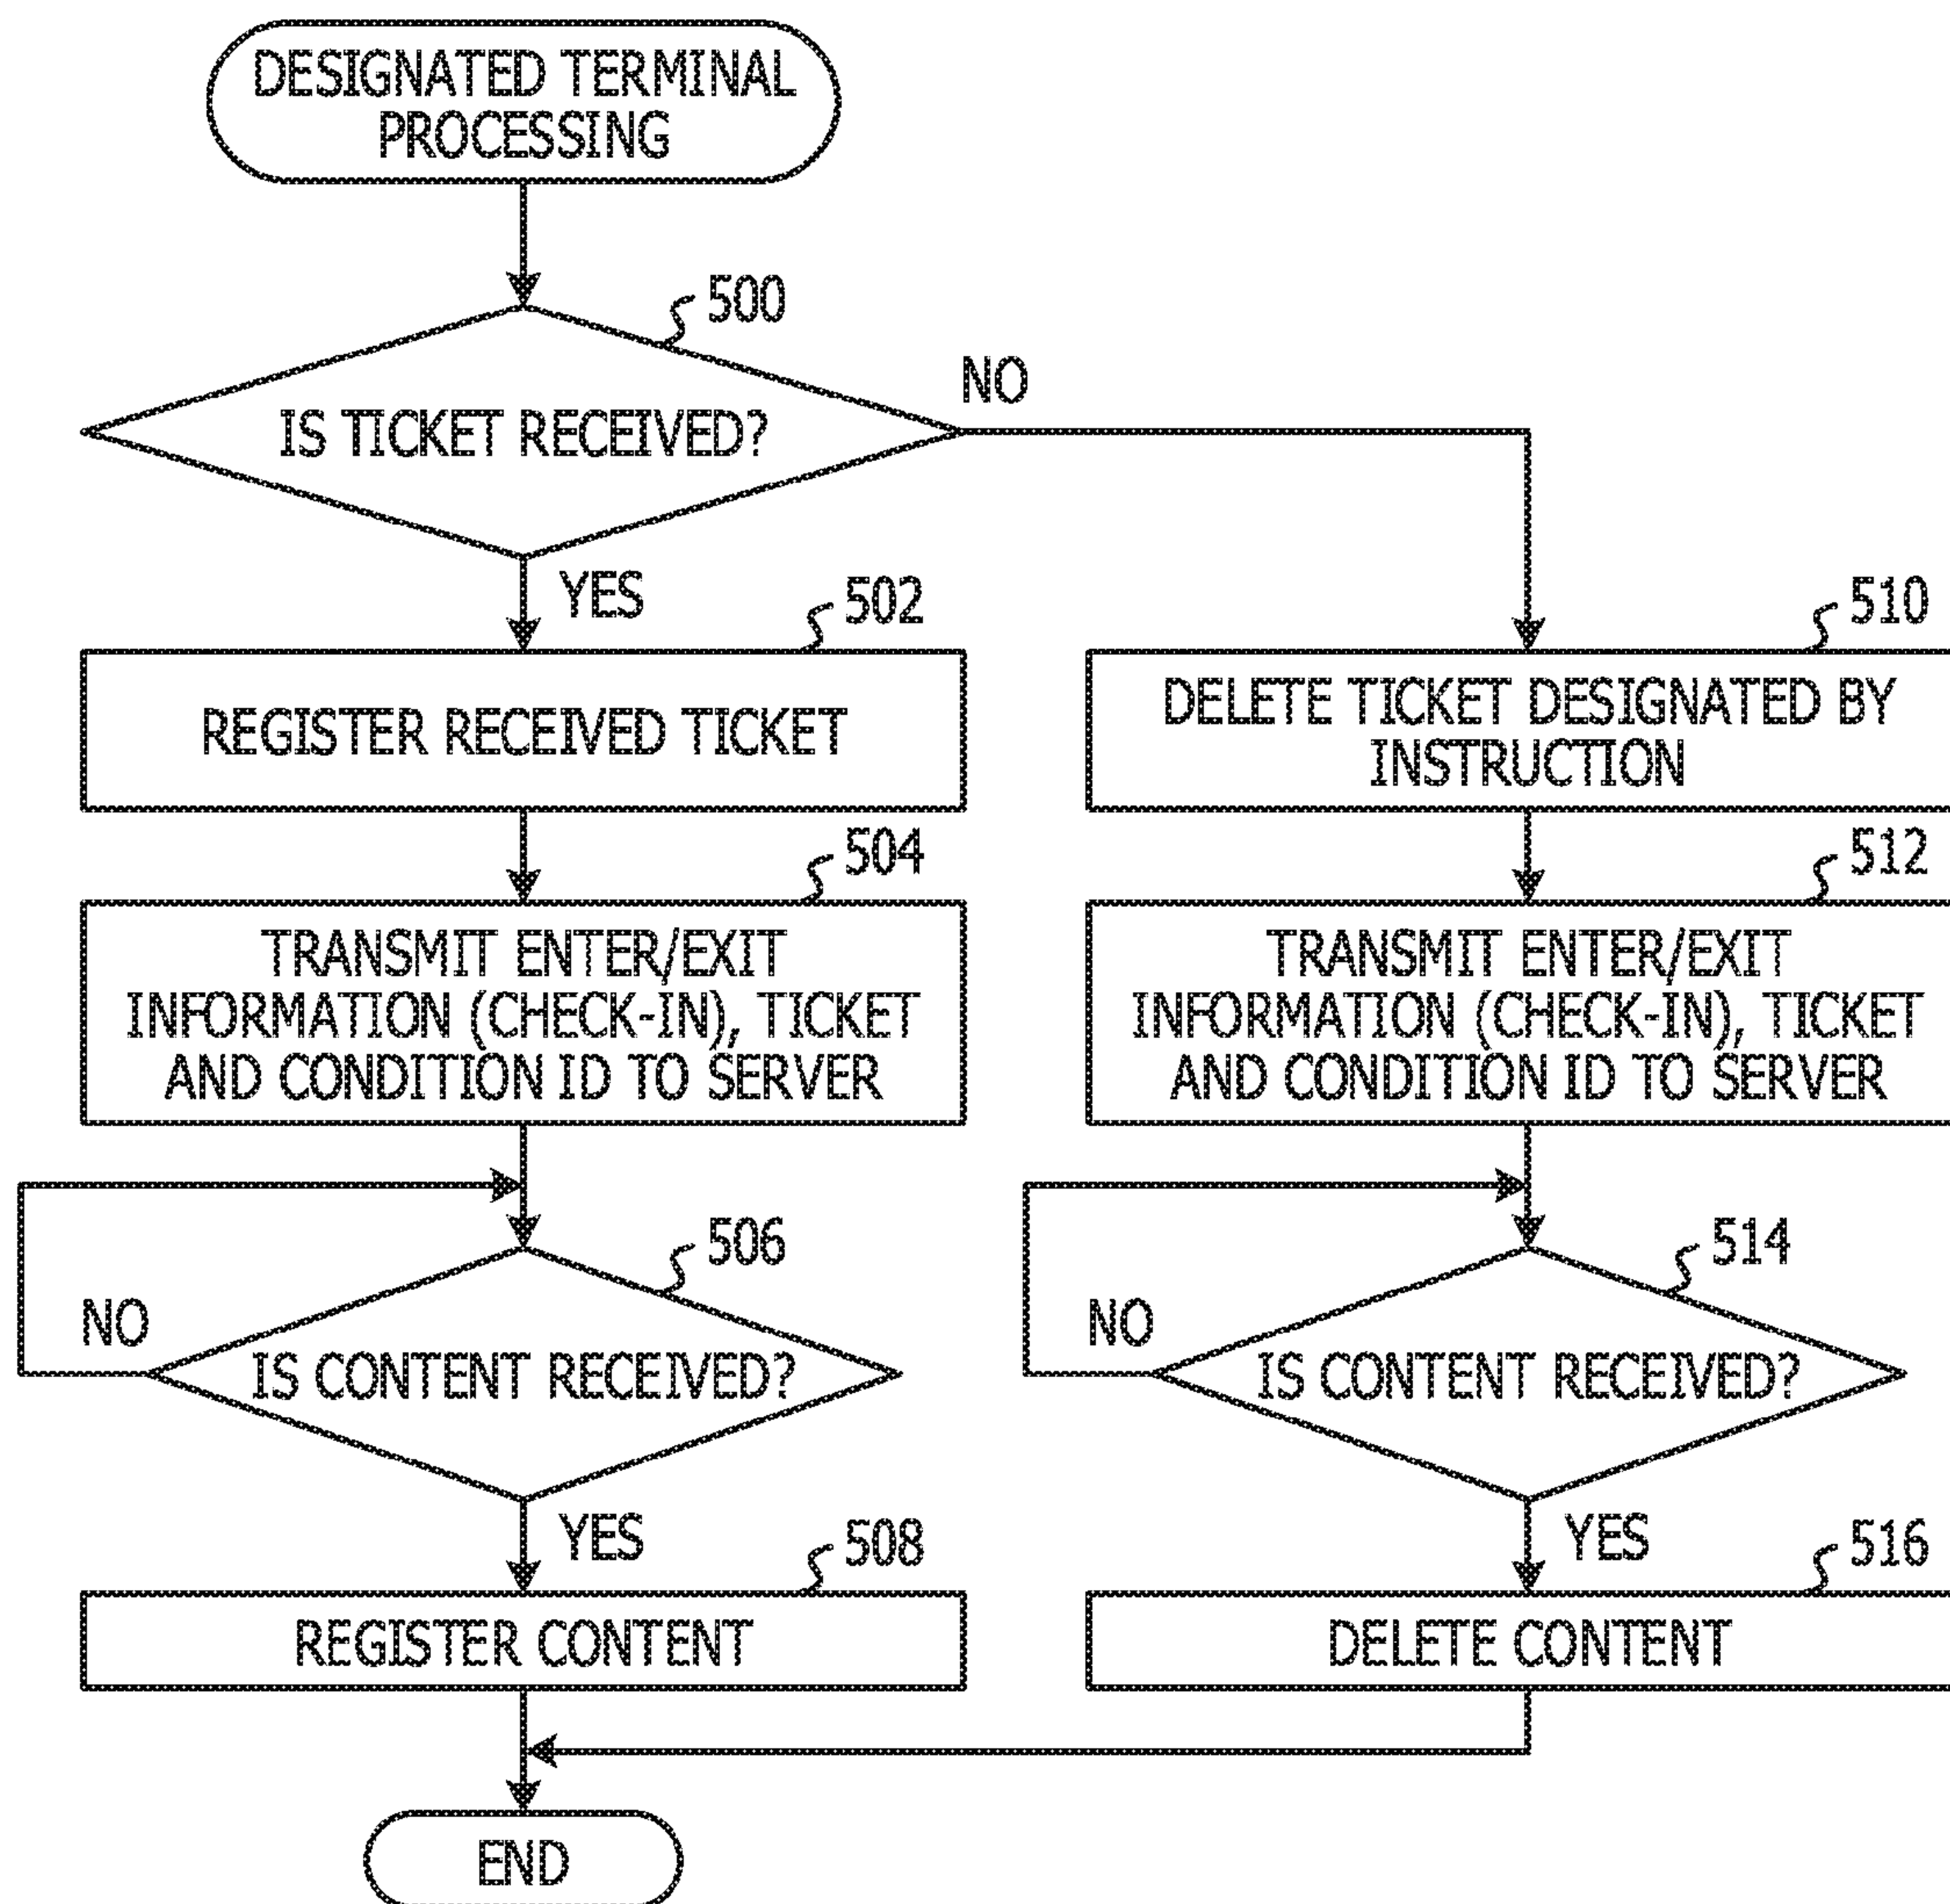 DESIGNATED TERMINAL
PROCESSING
500
IS TICKET RECEIVED?
NO
YES
502
REGISTER RECEIVED TICKET
504
TRANSMIT ENTER/EXIT
INFORMATION (CHECK-IN), TICKET
AND CONDITION ID TO SERVER
506
NO
IS CONTENT RECEIVED?
YES
508
REGISTER CONTENT
510
DELETE TICKET DESIGNATED BY
INSTRUCTION
512
TRANSMIT ENTER/EXIT
INFORMATION (CHECK-IN), TICKET
AND CONDITION ID TO SERVER
514
NO
IS CONTENT RECEIVED?
YES
516
DELETE CONTENT
END